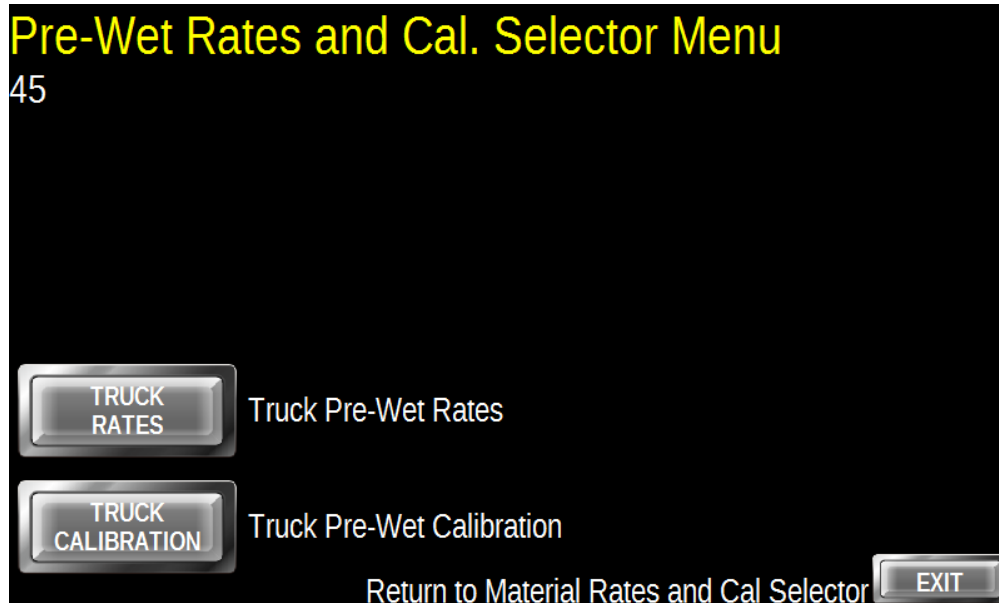 Pre-Wet Rates and Cal. Selector Menu
45
TRUCK
RATES
Truck Pre-Wet Rates
TRUCK
CALIBRATION
Truck Pre-Wet Calibration
Return to Material Rates and Cal Selector
EXIT